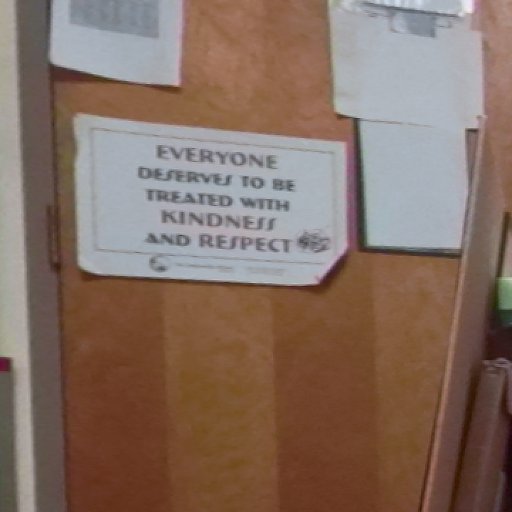 EVERYONE
DESERVES TO BE
TREATED WITH
KINDNESS
AND RESPECT